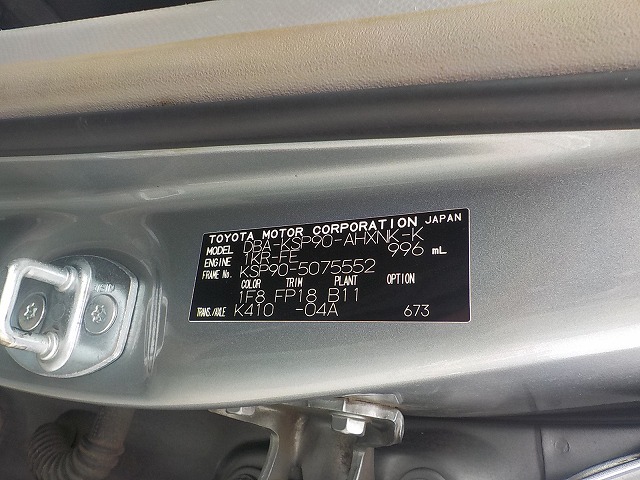 TOYOTA MOTOR CORPORATION JAPAN
MODEL DBA-KSP90-AHXNK-K
ENGINE 1KR-FE 996 mL
FRAME No. KSP90-5075552
COLOR TRIM PLANT OPTION
1F8 FP18 B11
TRANS./AXLE K410 -04A 673